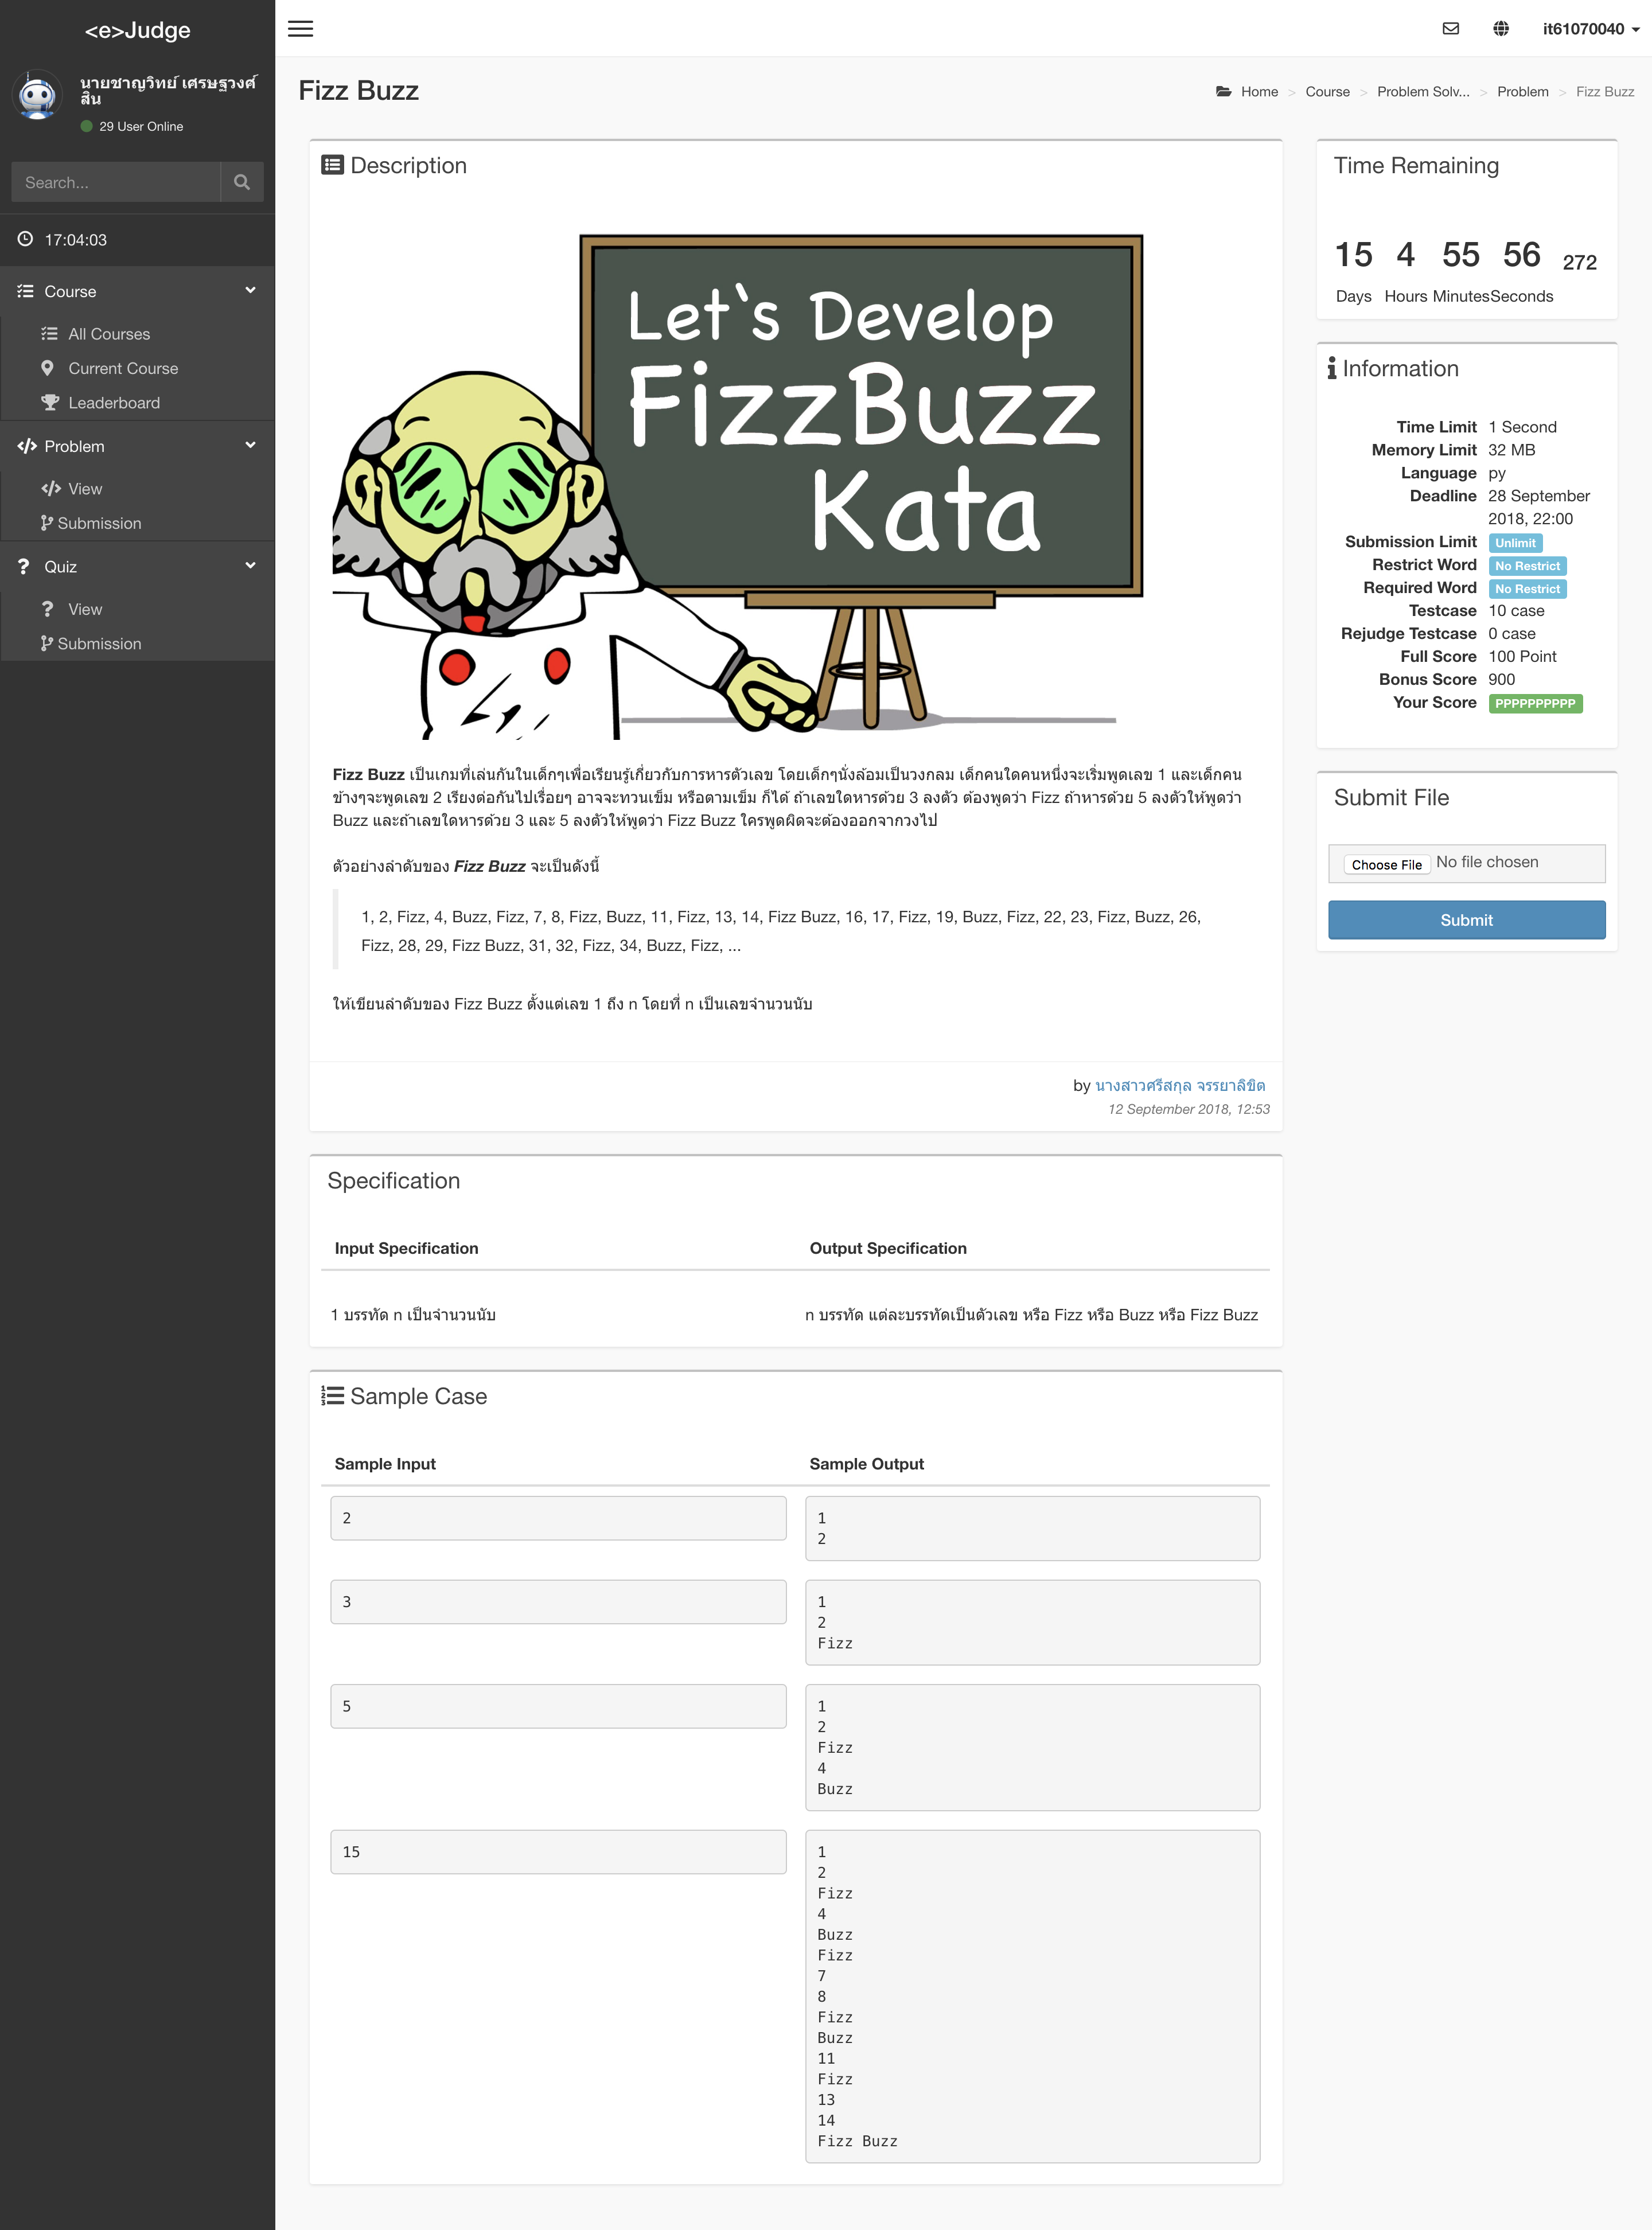 <e>Judge
it61070040
นายชาญวิทย์ เศรษฐวงศ์
สิน
29 User Online
Search...
17:04:03
Course
All Courses
Current Course
Leaderboard
Problem
View
Submission
Quiz
View
Submission
Fizz Buzz
Home > Course > Problem Solv... > Problem > Fizz Buzz
Description
Let`s Develop
FizzBuzz
Kata
Fizz Buzz เป็นเกมที่เล่นกันในเด็กๆเพื่อเรียนรู้เกี่ยวกับการหารตัวเลข โดยเด็กๆนั่งล้อมเป็นวงกลม เด็กคนใดคนหนึ่งจะเริ่มพูดเลข 1 และเด็กคน
ข้างๆจะพูดเลข 2 เรียงต่อกันไปเรื่อยๆ อาจจะทวนเข็ม หรือตามเข็ม ก็ได้ ถ้าเลขใดหารด้วย 3 ลงตัว ต้องพูดว่า Fizz ถ้าหารด้วย 5 ลงตัวให้พูดว่า
Buzz และถ้าเลขใดหารด้วย 3 และ 5 ลงตัวให้พูดว่า Fizz Buzz ใครพูดผิดจะต้องออกจากวงไป
ตัวอย่างลำดับของ Fizz Buzz จะเป็นดังนี้
1, 2, Fizz, 4, Buzz, Fizz, 7, 8, Fizz, Buzz, 11, Fizz, 13, 14, Fizz Buzz, 16, 17, Fizz, 19, Buzz, Fizz, 22, 23, Fizz, Buzz, 26,
Fizz, 28, 29, Fizz Buzz, 31, 32, Fizz, 34, Buzz, Fizz, ...
ให้เขียนลำดับของ Fizz Buzz ตั้งแต่เลข 1 ถึง n โดยที่ n เป็นเลขจำนวนนับ
by นางสาวศรีสกุล จรรยาลิขิต
12 September 2018, 12:53
Specification
Input Specification Output Specification
1 บรรทัด n เป็นจำนวนนับ n บรรทัด แต่ละบรรทัดเป็นตัวเลข หรือ Fizz หรือ Buzz หรือ Fizz Buzz
Sample Case
Sample Input Sample Output
2
1
2
3
1
2
Fizz
5
1
2
Fizz
4
Buzz
15
1
2
Fizz
4
Buzz
Fizz
7
8
Fizz
Buzz
11
Fizz
13
14
Fizz Buzz
Time Remaining
15 4 55 56 272
Days Hours Minutes Seconds
Information
Time Limit 1 Second
Memory Limit 32 MB
Language py
Deadline 28 September
2018, 22:00
Submission Limit Unlimit
Restrict Word No Restrict
Required Word No Restrict
Testcase 10 case
Rejudge Testcase 0 case
Full Score 100 Point
Bonus Score 900
Your Score PPPPPPPPPP
Submit File
Choose File No file chosen
Submit